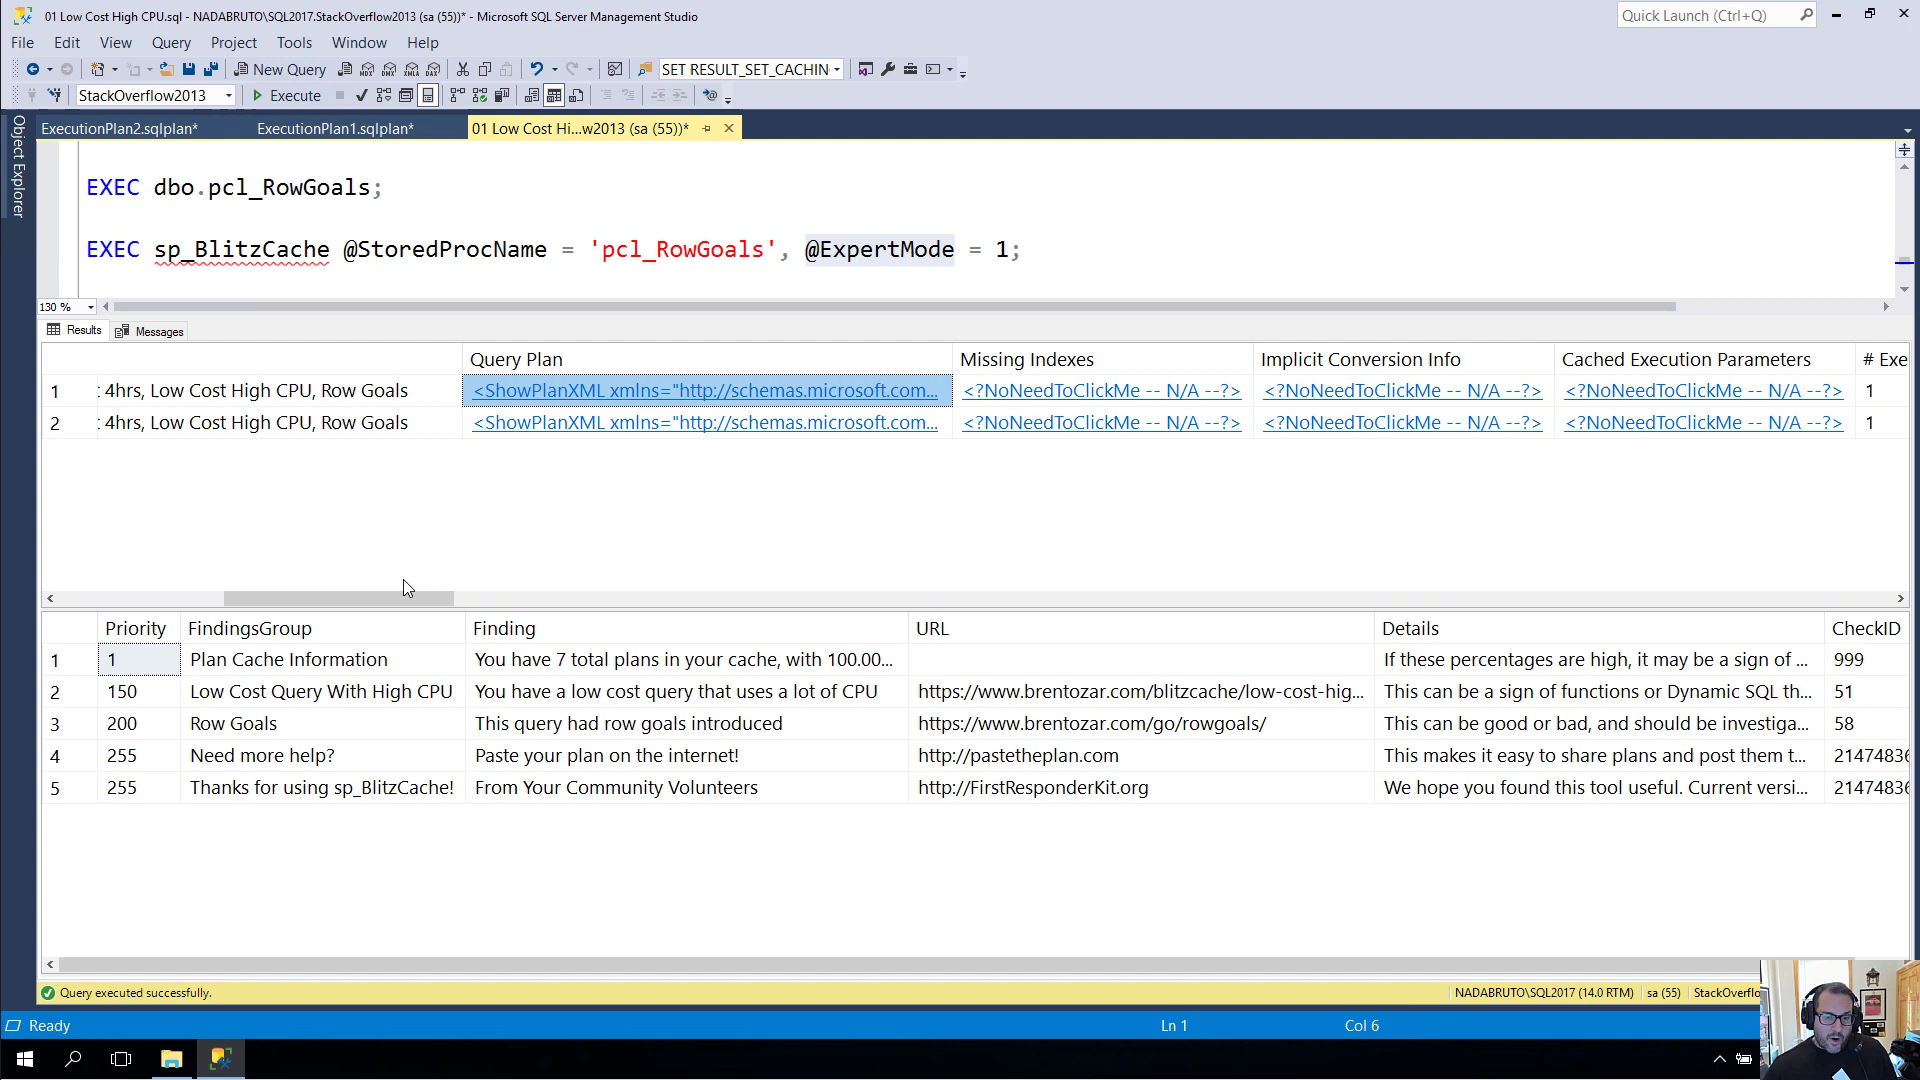 01 Low Cost High CPU.sql - NADABRUTO\SQL2017.StackOverflow2013 (sa (55))* - Microsoft SQL Server Management Studio
Quick Launch (Ctrl+Q)
File Edit View Query Project Tools Window Help
New Query
SET RESULT_SET_CACHIN
StackOverflow2013
Execute
Object Explorer
ExecutionPlan2.sqlplan*
ExecutionPlan1.sqlplan*
01 Low Cost Hi...w2013 (sa (55))*
EXEC dbo.pcl_RowGoals;
EXEC sp_BlitzCache @StoredProcName = 'pcl_RowGoals', @ExpertMode = 1;
130 %
Results Messages
Query Plan Missing Indexes Implicit Conversion Info Cached Execution Parameters # Exe
1 : 4hrs, Low Cost High CPU, Row Goals <ShowPlanXML xmlns="http://schemas.microsoft.com... <?NoNeedToClickMe -- N/A --?> <?NoNeedToClickMe -- N/A --?> <?NoNeedToClickMe -- N/A --?> 1
2 : 4hrs, Low Cost High CPU, Row Goals <ShowPlanXML xmlns="http://schemas.microsoft.com... <?NoNeedToClickMe -- N/A --?> <?NoNeedToClickMe -- N/A --?> <?NoNeedToClickMe -- N/A --?> 1
Priority FindingsGroup Finding URL Details CheckID
1 1 Plan Cache Information You have 7 total plans in your cache, with 100.00... If these percentages are high, it may be a sign of ... 999
2 150 Low Cost Query With High CPU You have a low cost query that uses a lot of CPU https://www.brentozar.com/blitzcache/low-cost-hig... This can be a sign of functions or Dynamic SQL th... 51
3 200 Row Goals This query had row goals introduced https://www.brentozar.com/go/rowgoals/ This can be good or bad, and should be investiga... 58
4 255 Need more help? Paste your plan on the internet! http://pastetheplan.com This makes it easy to share plans and post them t... 21474836
5 255 Thanks for using sp_BlitzCache! From Your Community Volunteers http://FirstResponderKit.org We hope you found this tool useful. Current versi... 21474836
Query executed successfully.
NADABRUTO\SQL2017 (14.0 RTM) sa (55) StackOverflo
Ready
Ln 1
Col 6